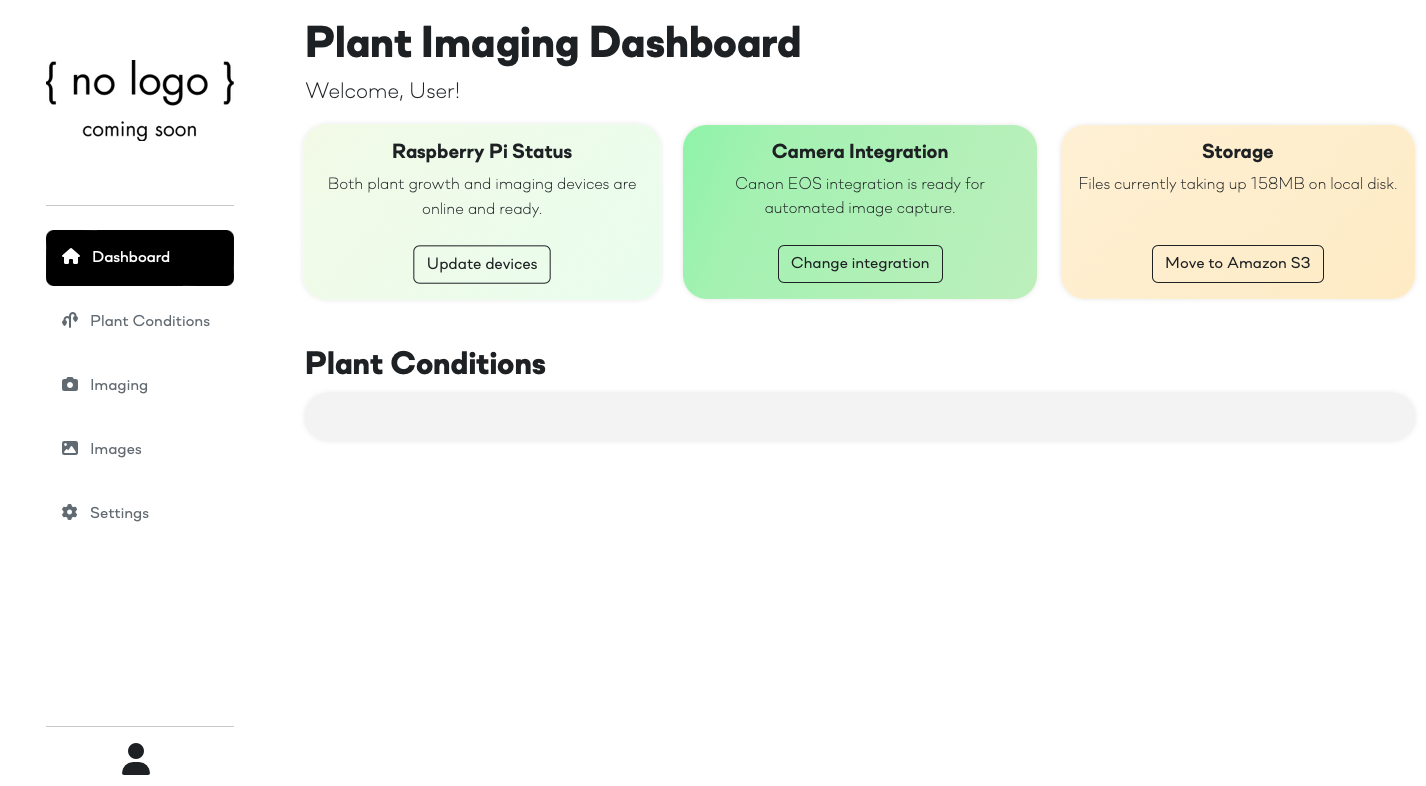 { no logo }
coming soon
Dashboard
Plant Conditions
Imaging
Images
Settings
Plant Imaging Dashboard
Welcome, User!
Raspberry Pi Status
Both plant growth and imaging devices are
online and ready.
Update devices
Camera Integration
Canon EOS integration is ready for
automated image capture.
Change integration
Storage
Files currently taking up 158MB on local disk.
Move to Amazon S3
Plant Conditions